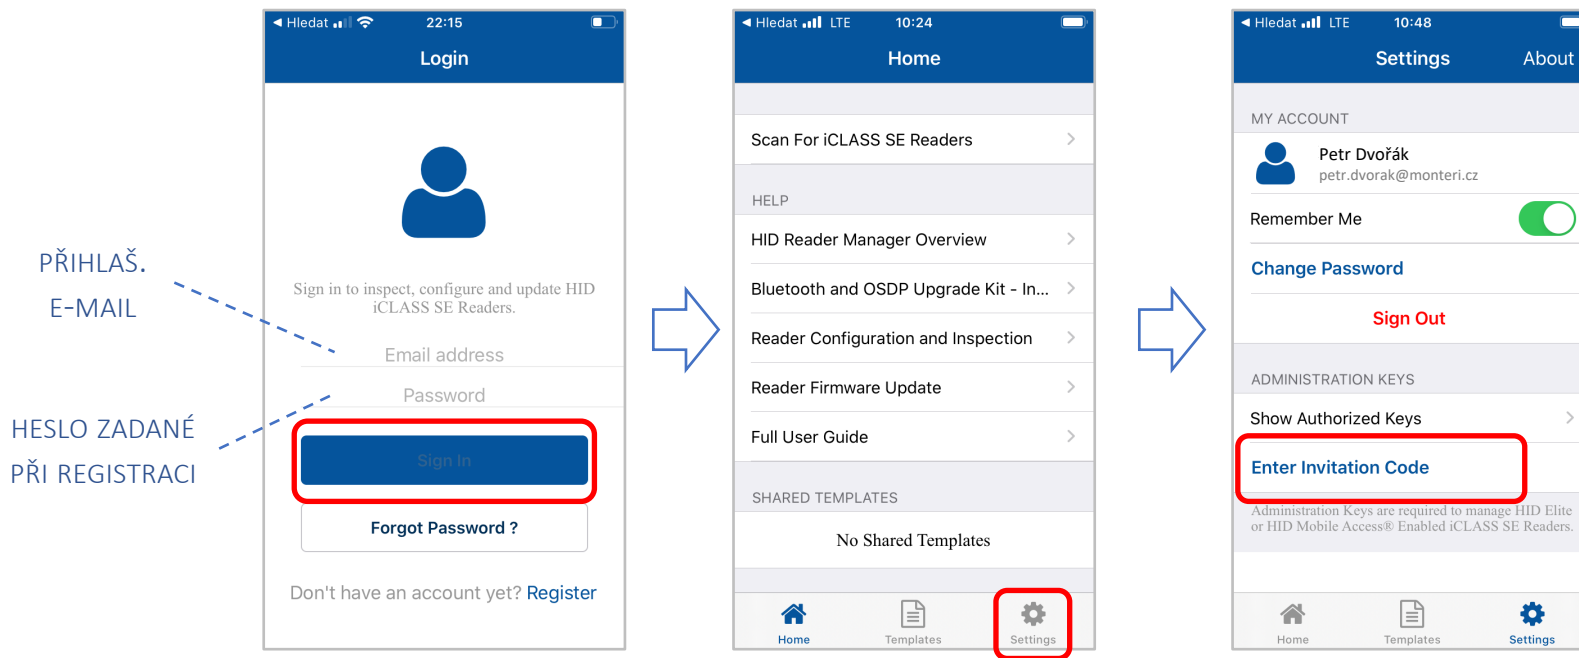 PŘIHLAŠ.
E-MAIL
HESLO ZADANÉ
PŘI REGISTRACI
Hledat 22:15
Login
Sign in to inspect, configure and update HID
iCLASS SE Readers.
Email address
Password
Sign In
Forgot Password ?
Don't have an account yet? Register
Hledat LTE 10:24
Home
Scan For iCLASS SE Readers
HELP
HID Reader Manager Overview
Bluetooth and OSDP Upgrade Kit - In...
Reader Configuration and Inspection
Reader Firmware Update
Full User Guide
SHARED TEMPLATES
No Shared Templates
Home Templates Settings
Hledat LTE 10:48
Settings About
MY ACCOUNT
Petr Dvořák
petr.dvorak@monteri.cz
Remember Me
Change Password
Sign Out
ADMINISTRATION KEYS
Show Authorized Keys
Enter Invitation Code
Administration Keys are required to manage HID Elite
or HID Mobile Access® Enabled iCLASS SE Readers.
Home Templates Settings